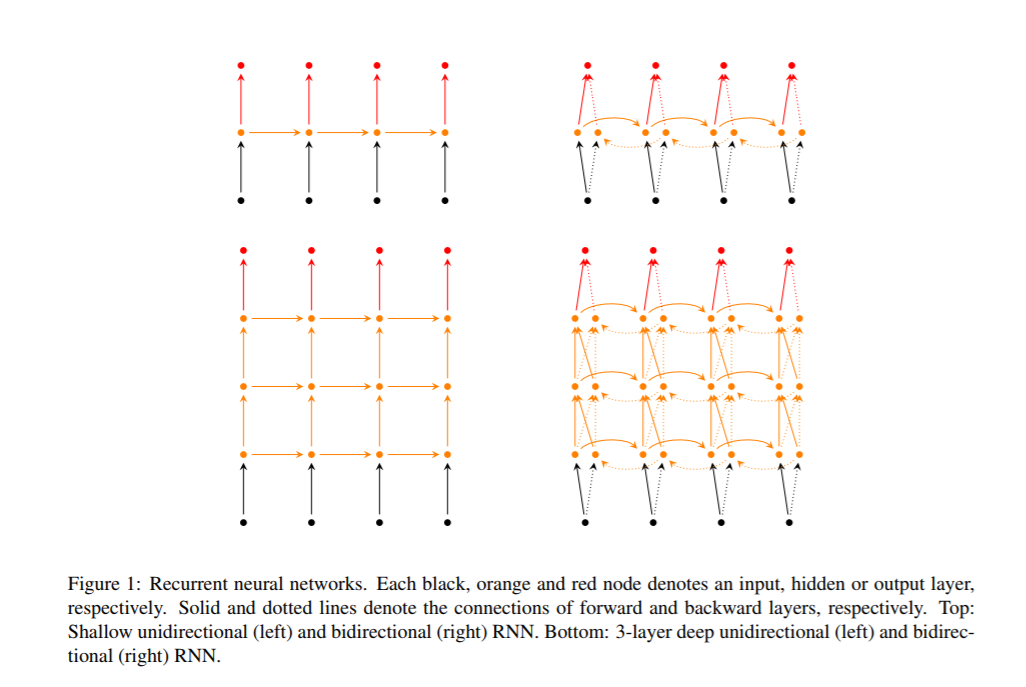 Figure 1: Recurrent neural networks. Each black, orange and red node denotes an input, hidden or output layer,
respectively. Solid and dotted lines denote the connections of forward and backward layers, respectively. Top:
Shallow unidirectional (left) and bidirectional (right) RNN. Bottom: 3-layer deep unidirectional (left) and bidirec-
tional (right) RNN.